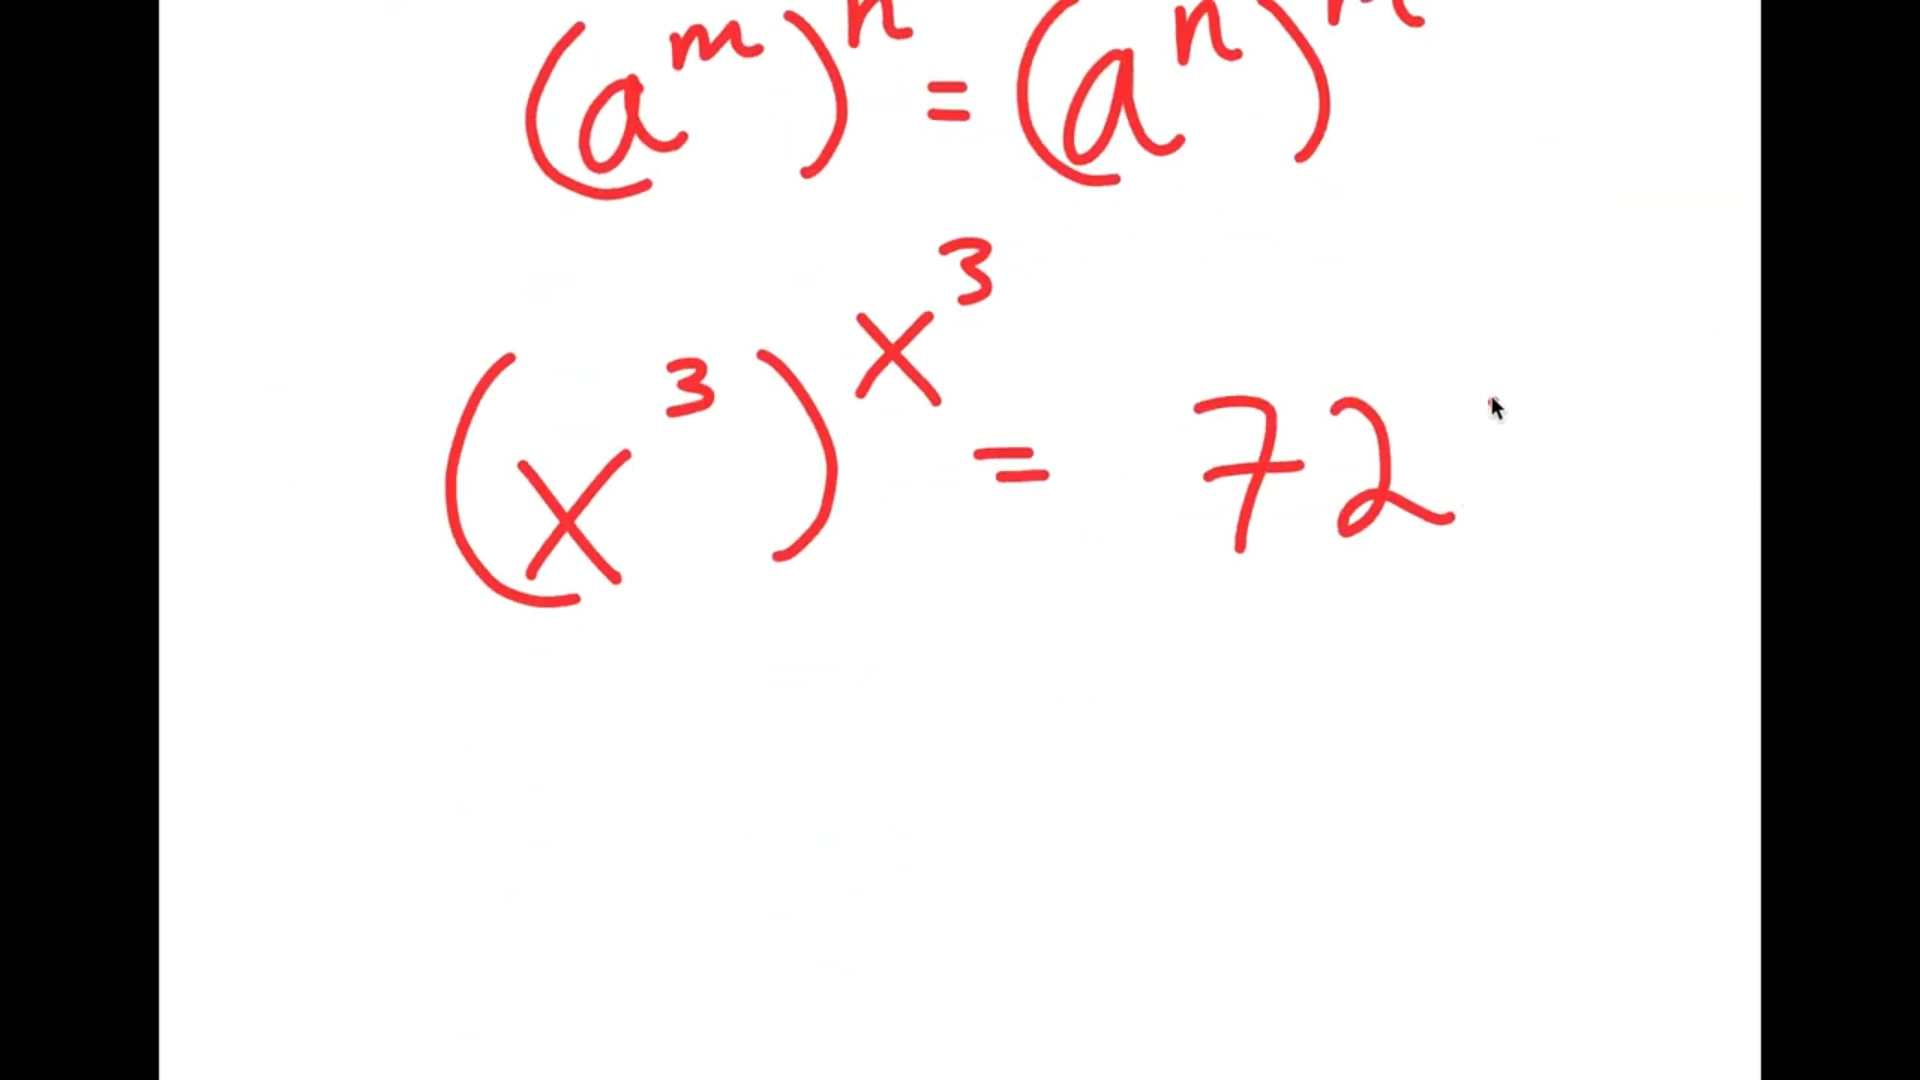 (a^m)^n = (a^n)^m
(x^3)^x^3 = 72